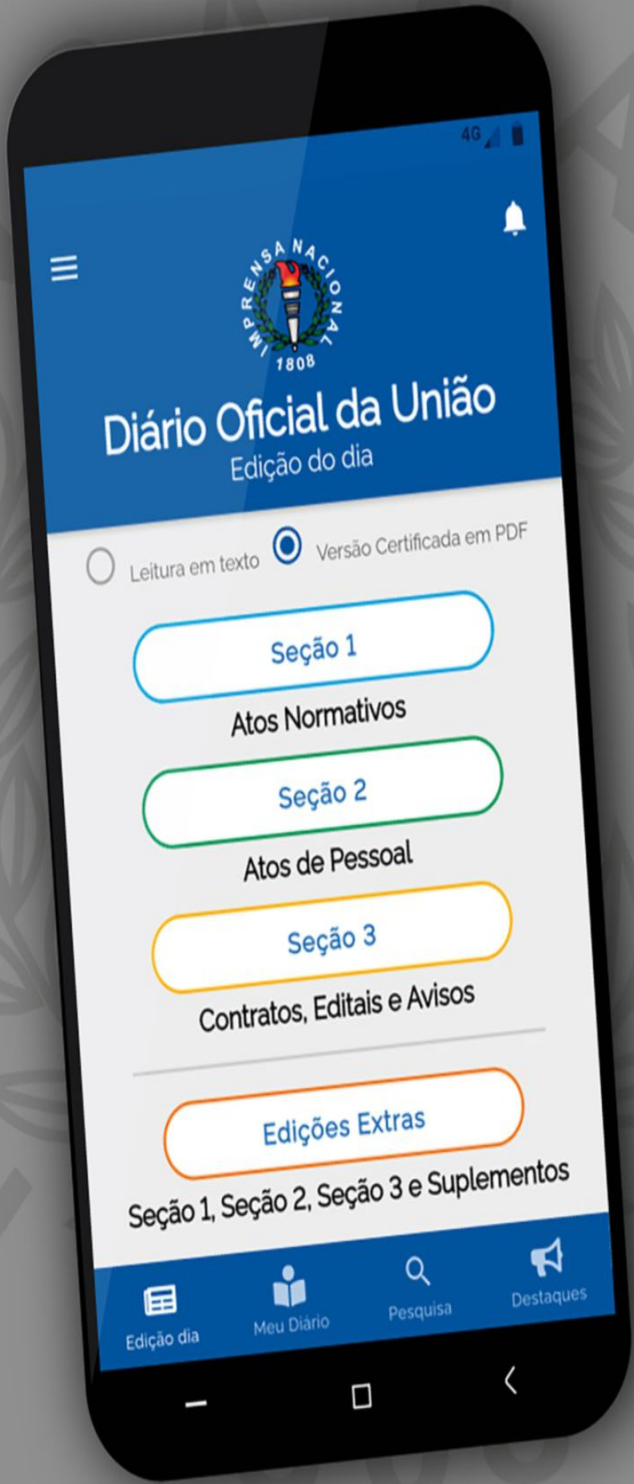 4G
IMPRENSA NACIONAL
1808
Diário Oficial da União
Edição do dia
Leitura em texto Versão Certificada em PDF
Seção 1
Atos Normativos
Seção 2
Atos de Pessoal
Seção 3
Contratos, Editais e Avisos
Edições Extras
Seção 1, Seção 2, Seção 3 e Suplementos
Edição dia Meu Diário Pesquisa Destaques